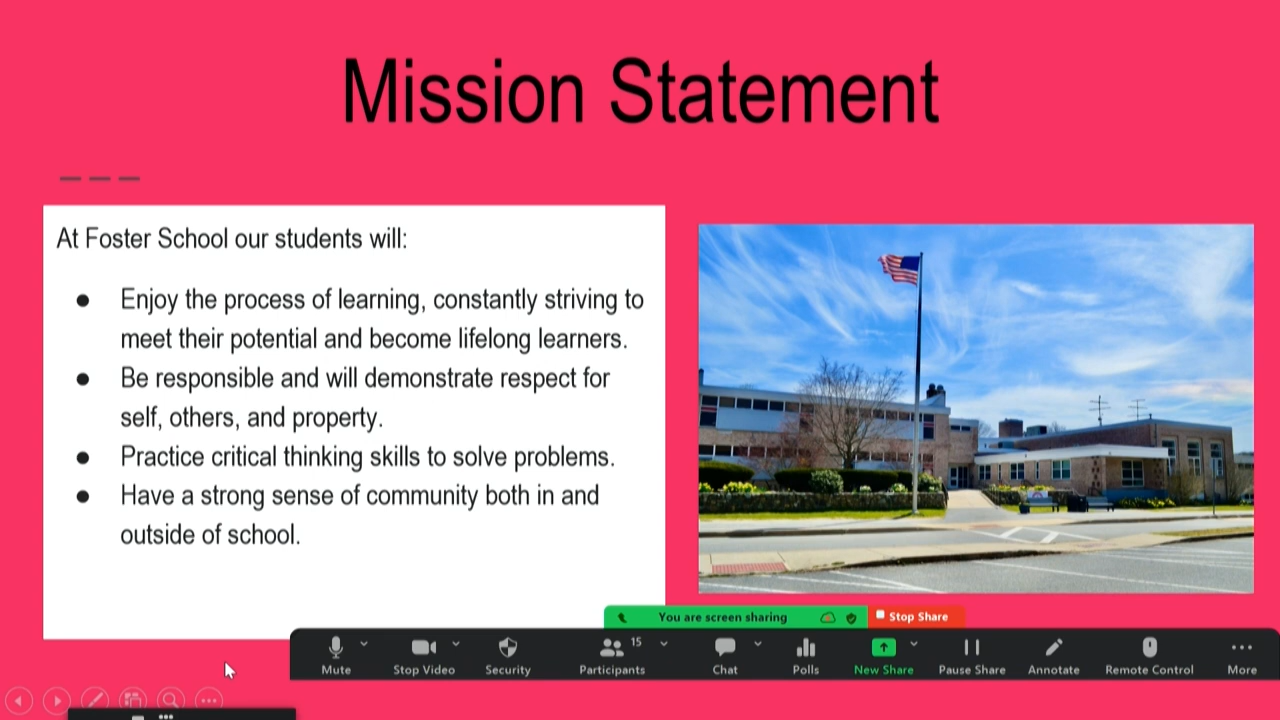 Mission Statement
At Foster School our students will:
● Enjoy the process of learning, constantly striving to
meet their potential and become lifelong learners.
● Be responsible and will demonstrate respect for
self, others, and property.
● Practice critical thinking skills to solve problems.
● Have a strong sense of community both in and
outside of school.
You are screen sharing Stop Share
15
Mute Stop Video Security Participants Chat Polls New Share Pause Share Annotate Remote Control More